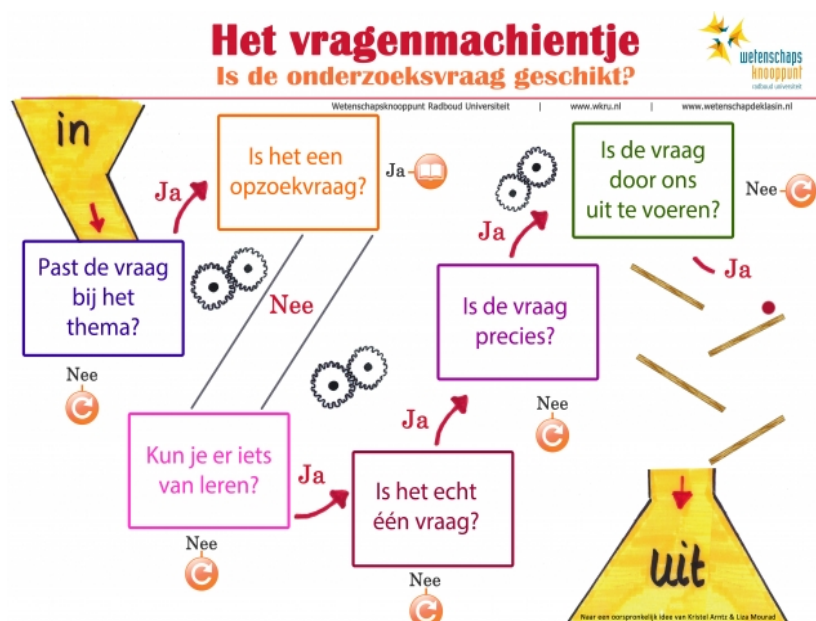 Het vragenmachientje
Is de onderzoeksvraag geschikt?
wetenschaps
knooppunt
radboud universiteit
Wetenschapsknooppunt Radboud Universiteit | www.wkru.nl | www.wetenschapdeklasin.nl
in
Past de vraag
bij het
thema?
Nee
Ja
Is het een
opzoekvraag?
Ja
Nee
Kun je er iets
van leren?
Nee
Ja
Is het echt
één vraag?
Nee
Ja
Is de vraag
precies?
Nee
Ja
Is de vraag
door ons
uit te voeren?
Nee
Ja
uit
Naar een oorspronkelijk idee van Kristel Arntz & Liza Mourad